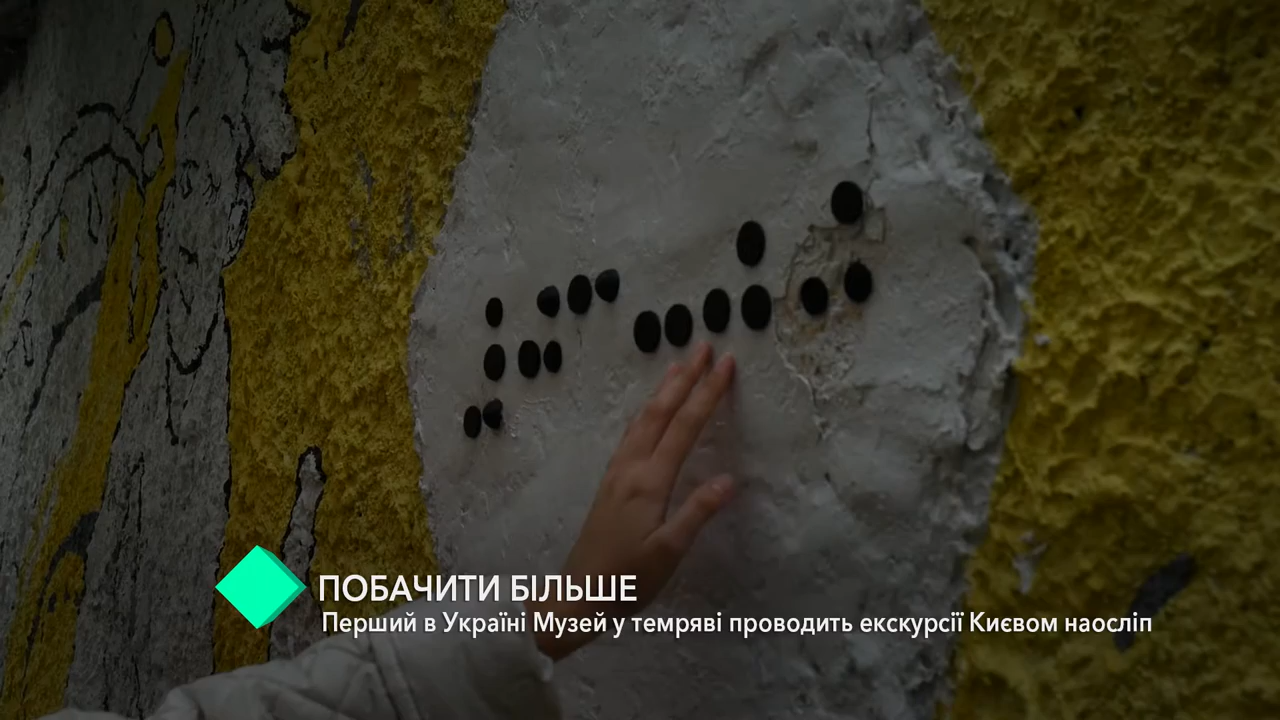 ПОБАЧИТИ БІЛЬШЕ
Перший в Україні Музей у темряві проводить екскурсії Києвом наосліп